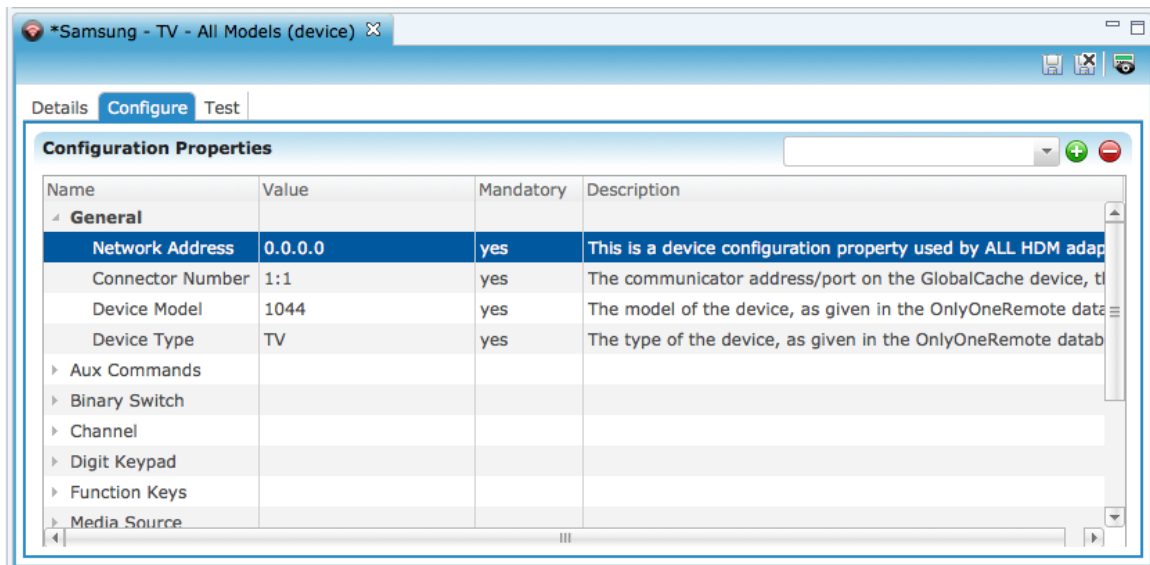 *Samsung - TV - All Models (device)
Details Configure Test
Configuration Properties
Name Value Mandatory Description
General
Network Address 0.0.0.0 yes This is a device configuration property used by ALL HDM adap
Connector Number 1:1 yes The communicator address/port on the GlobalCache device, t
Device Model 1044 yes The model of the device, as given in the OnlyOneRemote data
Device Type TV yes The type of the device, as given in the OnlyOneRemote datab
Aux Commands
Binary Switch
Channel
Digit Keypad
Function Keys
Media Source